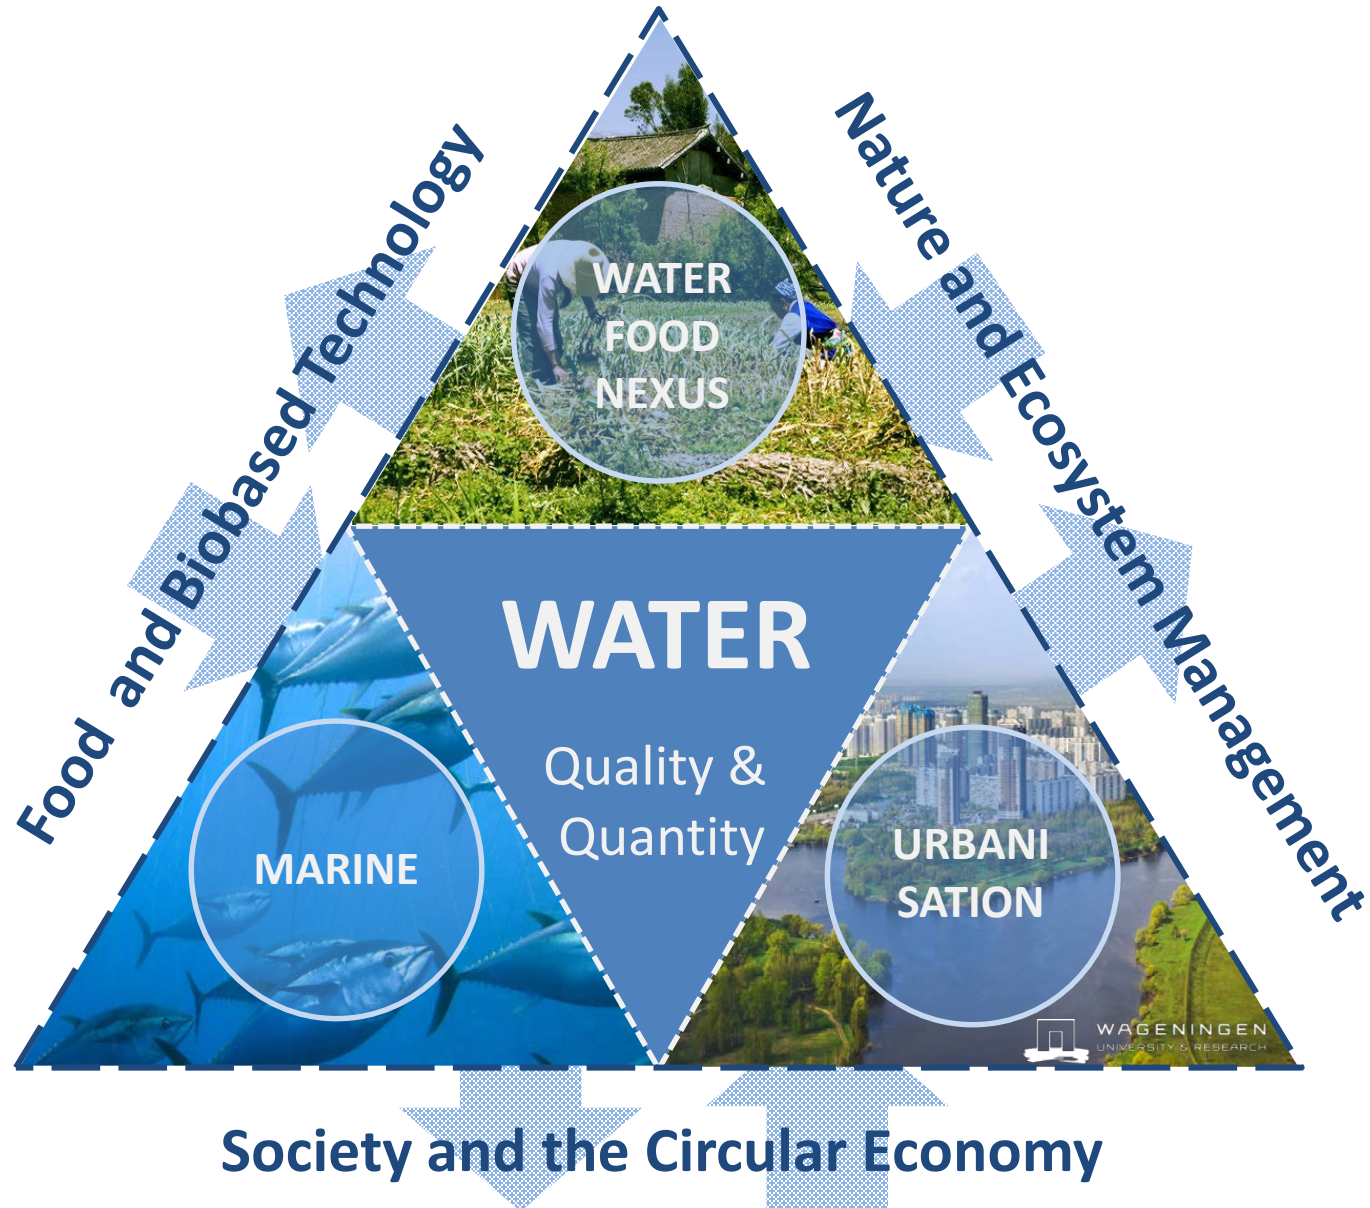 Food and Biobased Technology
Nature and Ecosystem Management
WATER
FOOD
NEXUS
WATER
Quality &
Quantity
MARINE
URBANI
SATION
WAGENINGEN
UNIVERSITY & RESEARCH
Society and the Circular Economy